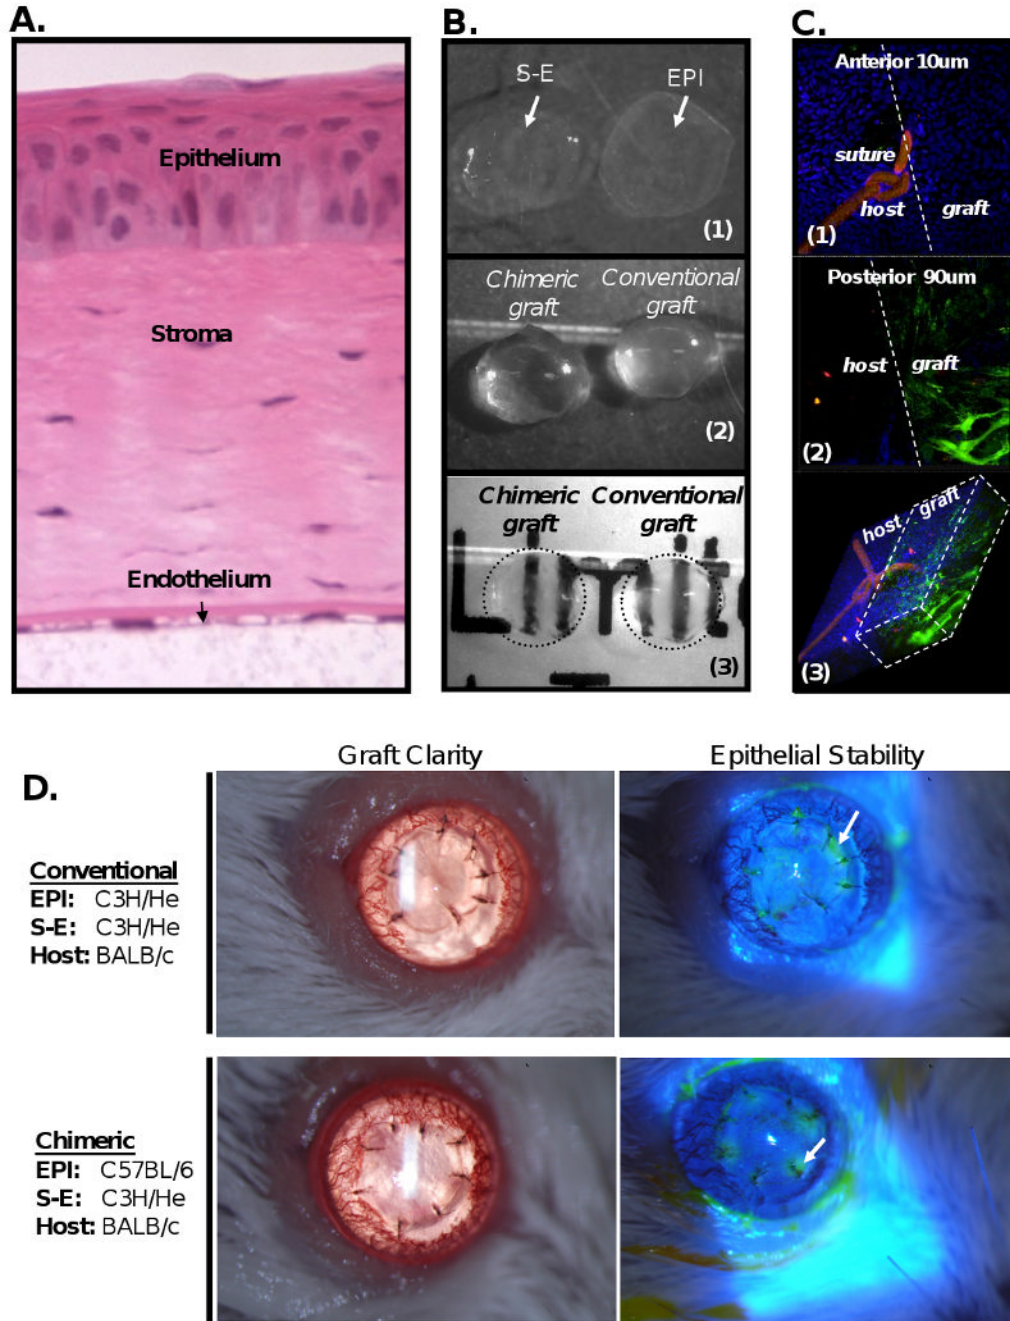 A.
Epithelium
Stroma
Endothelium
B.
S-E
EPI
(1)
Chimeric
graft
Conventional
graft
(2)
Chimeric
graft
Conventional
graft
(3)
C.
Anterior 10um
suture
host
graft
(1)
Posterior 90um
host
graft
(2)
host
graft
(3)
D.
Graft Clarity
Epithelial Stability
Conventional
EPI: C3H/He
S-E: C3H/He
Host: BALB/c
Chimeric
EPI: C57BL/6
S-E: C3H/He
Host: BALB/c